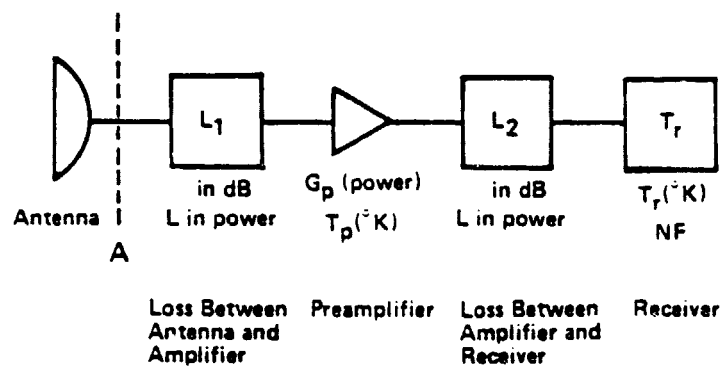 L₁
L₂
Tᵣ
in dB
L in power
Gₚ (power)
Tₚ(°K)
in dB
L in power
Tᵣ(°K)
NF
Antenna
A
Loss Between
Antenna and
Amplifier
Preamplifier
Loss Between
Amplifier and
Receiver
Receiver